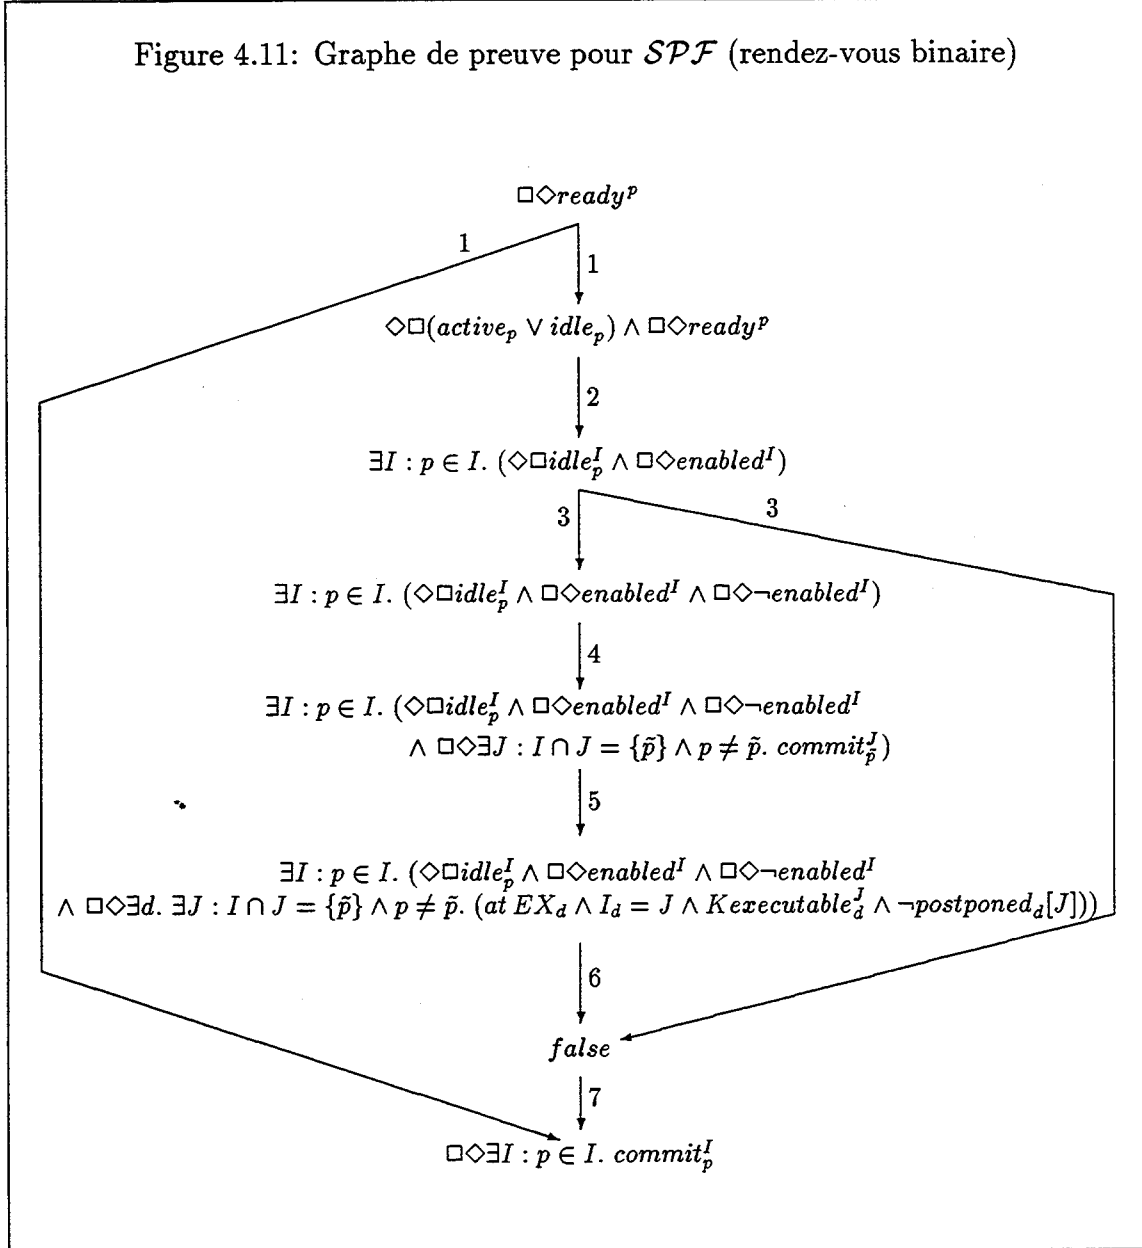 Figure 4.11: Graphe de preuve pour 𝒮𝒫ℱ (rendez-vous binaire)
□◇ready^p
1
1
◇□(active_p ∨ idle_p) ∧ □◇ready^p
2
∃I : p ∈ I. (◇□idle_p^I ∧ □◇enabled^I)
3
3
∃I : p ∈ I. (◇□idle_p^I ∧ □◇enabled^I ∧ □◇¬enabled^I)
4
∃I : p ∈ I. (◇□idle_p^I ∧ □◇enabled^I ∧ □◇¬enabled^I
∧ □◇∃J : I ∩ J = {p̃} ∧ p ≠ p̃. commit_p̃^J)
5
∃I : p ∈ I. (◇□idle_p^I ∧ □◇enabled^I ∧ □◇¬enabled^I
∧ □◇∃d. ∃J : I ∩ J = {p̃} ∧ p ≠ p̃. (at EX_d ∧ I_d = J ∧ Kexecutable_d^J ∧ ¬postponed_d[J]))
6
false
7
□◇∃I : p ∈ I. commit_p^I